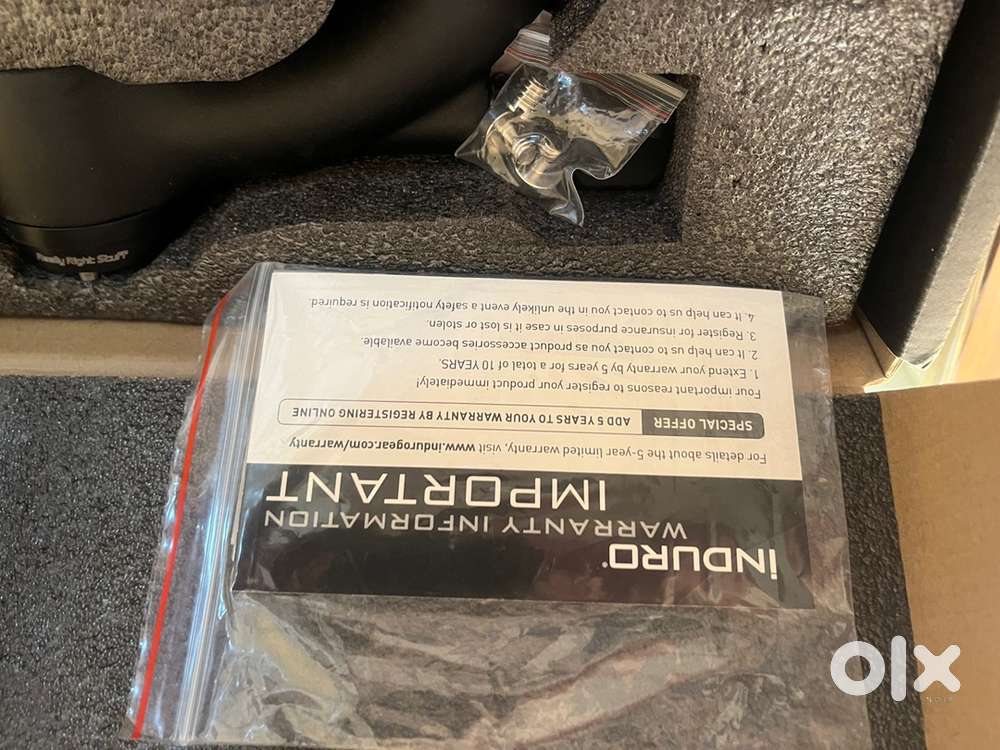 Really Right Stuff
iNDURO®
WARRANTY INFORMATION
IMPORTANT
For details about the 5-year limited warranty, visit www.indurogear.com/warranty
SPECIAL OFFER ADD 5 YEARS TO YOUR WARRANTY BY REGISTERING ONLINE
Four important reasons to register your product immediately!
1. Extend your warranty by 5 years for a total of 10 YEARS.
2. It can help us to contact you as product accessories become available
3. Register for insurance purposes in case it is lost or stolen.
4. It can help us to contact you in the unlikely event a safety notification is required.
olx